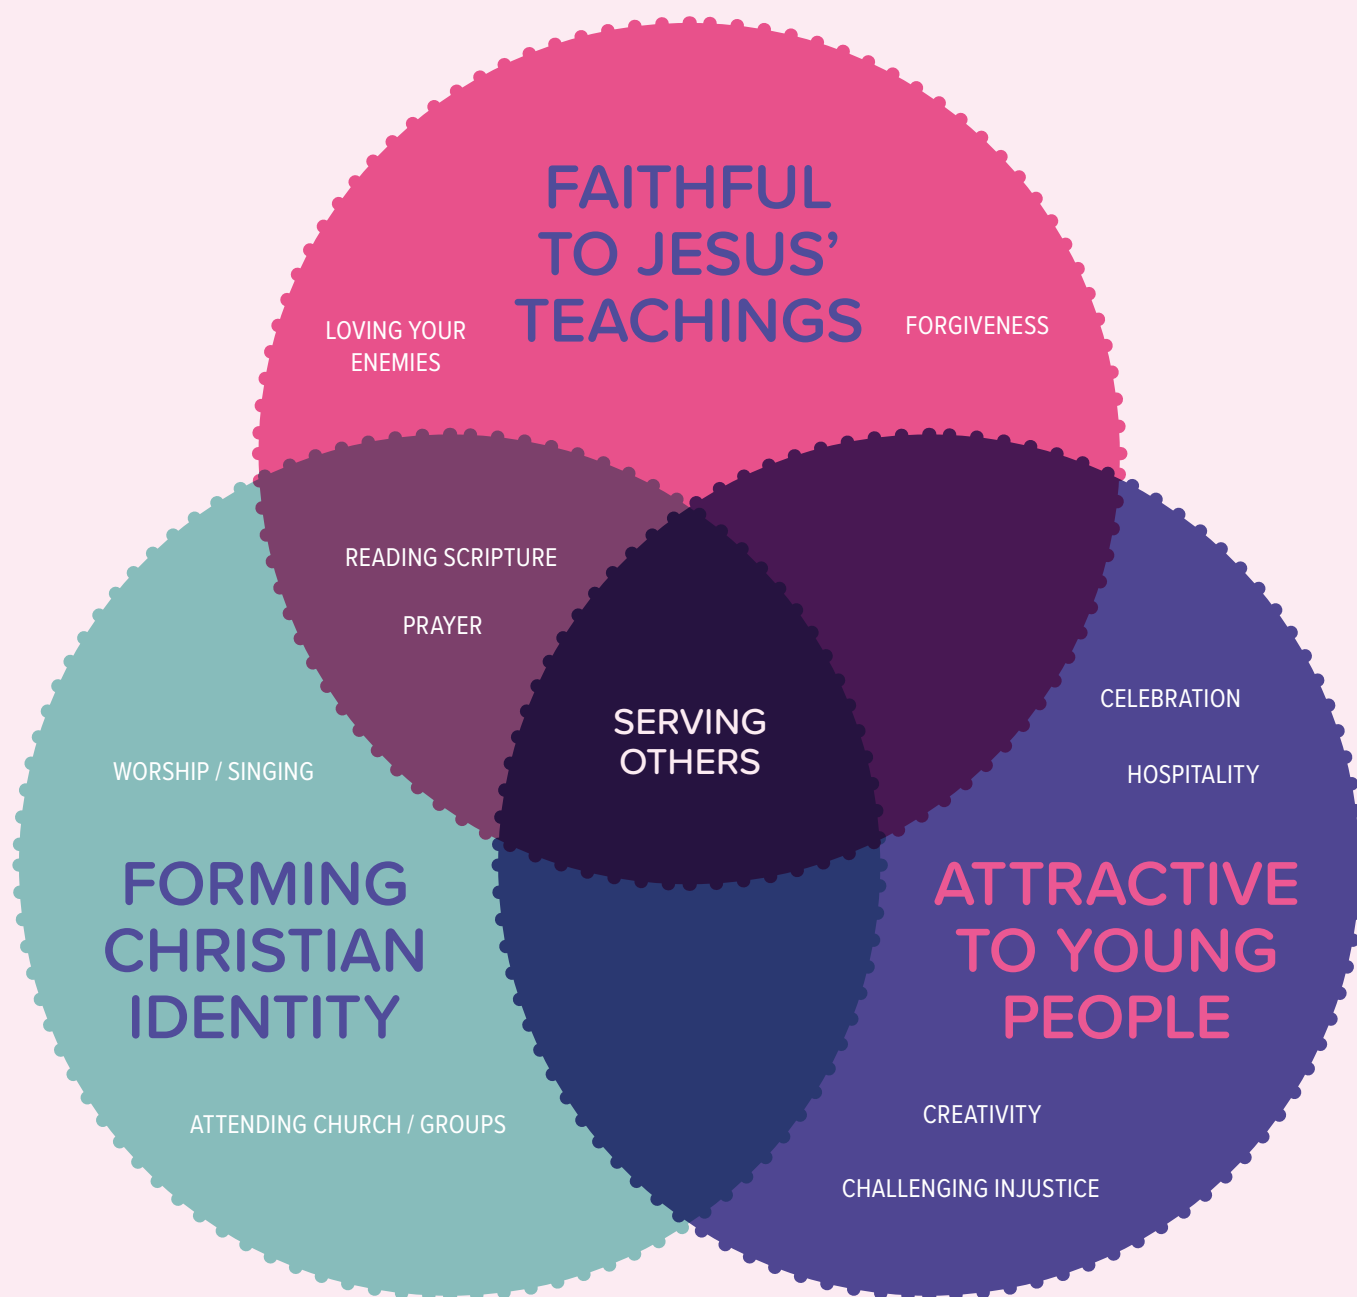 FAITHFUL
TO JESUS’
TEACHINGS
LOVING YOUR
ENEMIES
FORGIVENESS
READING SCRIPTURE
PRAYER
SERVING
OTHERS
CELEBRATION
HOSPITALITY
WORSHIP / SINGING
FORMING
CHRISTIAN
IDENTITY
ATTRACTIVE
TO YOUNG
PEOPLE
ATTENDING CHURCH / GROUPS
CREATIVITY
CHALLENGING INJUSTICE